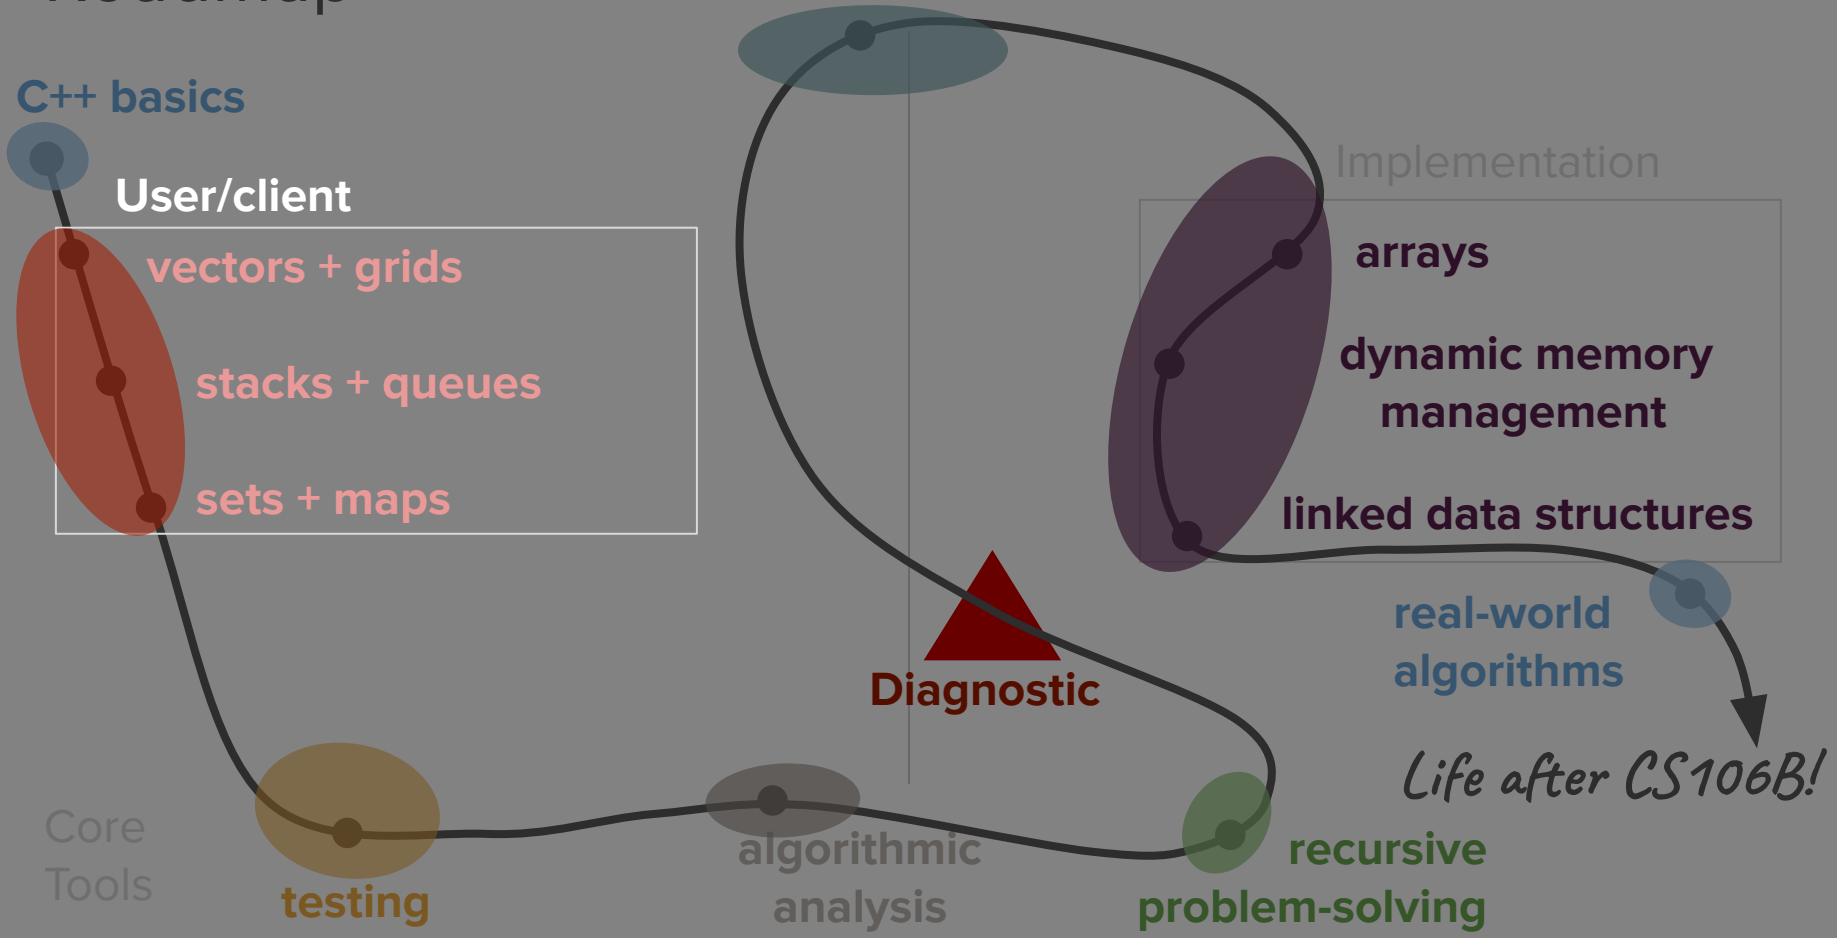 Roadmap
C++ basics
User/client
vectors + grids
stacks + queues
sets + maps
Core
Tools
testing
algorithmic
analysis
recursive
problem-solving
Diagnostic
Implementation
arrays
dynamic memory
management
linked data structures
real-world
algorithms
Life after CS106B!